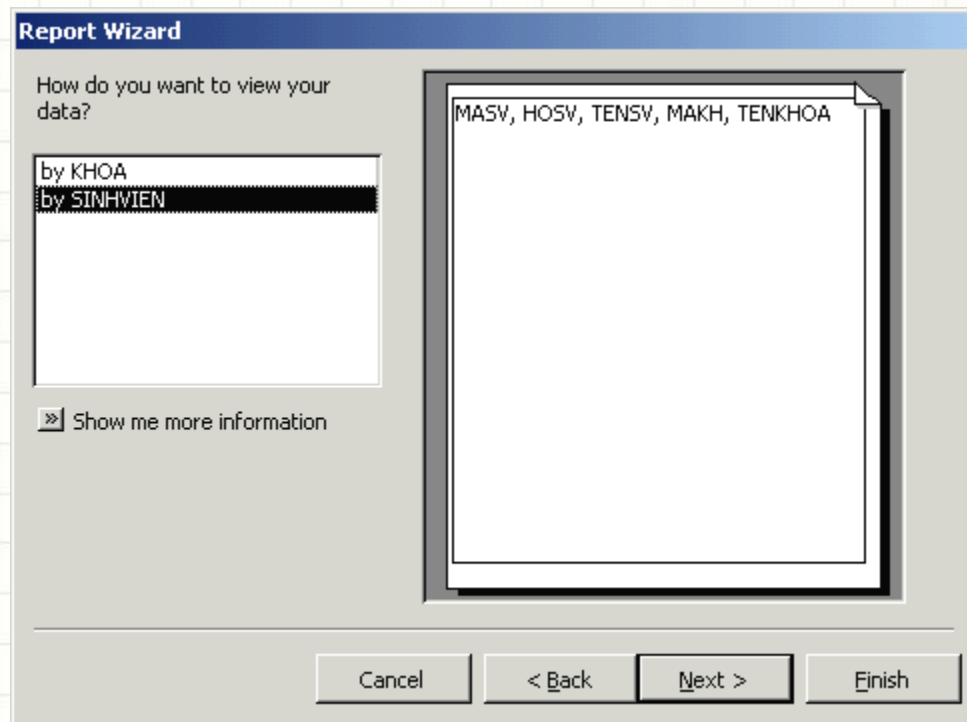 Report Wizard
How do you want to view your
data?
by KHOA
by SINHVIEN
» Show me more information
MASV, HOSV, TENSV, MAKH, TENKHOA
Cancel
< Back
Next >
Finish